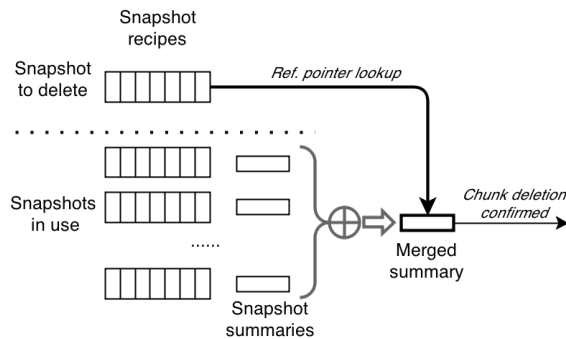 Snapshot
recipes
Snapshot
to delete
Ref. pointer lookup
Snapshots
in use
......
Chunk deletion
confirmed
Merged
summary
Snapshot
summaries